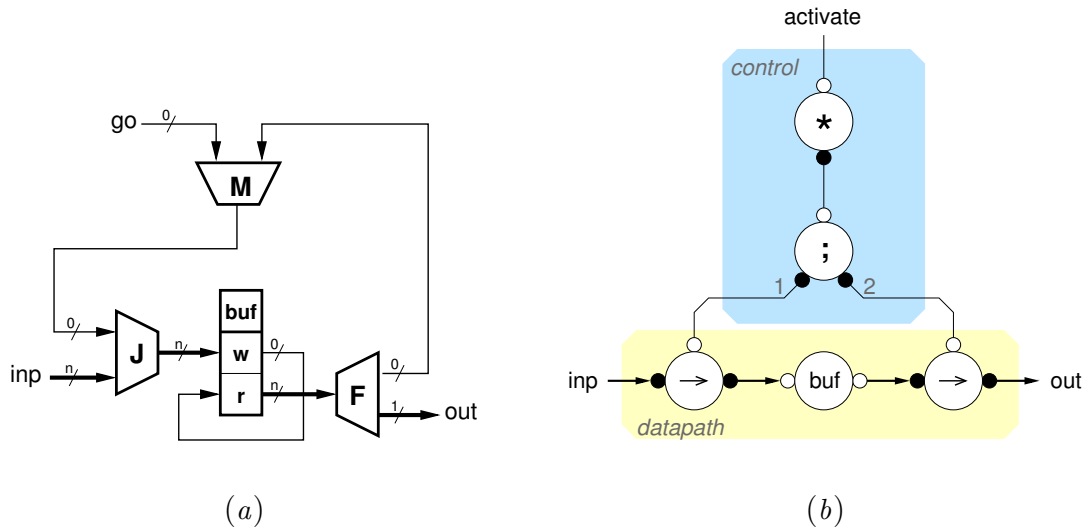 go
0
M
0
n
inp
J
n
buf
w
r
0
n
F
0
1
out
(a)
activate
control
*
;
1
2
inp
→
buf
→
out
datapath
(b)